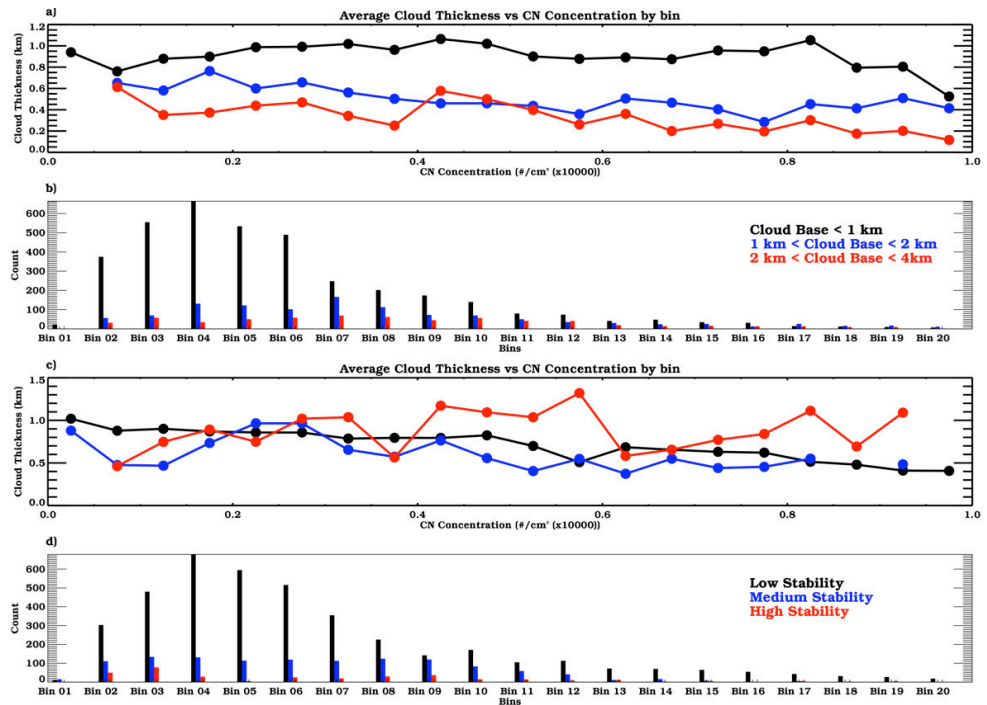 a)
Average Cloud Thickness vs CN Concentration by bin
Cloud Thickness (km)
1.2
1.0
0.8
0.6
0.4
0.2
0.0
0.0 0.2 0.4 0.6 0.8 1.0
CN Concentration (#/cm³ (x10000))
b)
Count
600
500
400
300
200
100
0
Cloud Base < 1 km
1 km < Cloud Base < 2 km
2 km < Cloud Base < 4km
Bin 01 Bin 02 Bin 03 Bin 04 Bin 05 Bin 06 Bin 07 Bin 08 Bin 09 Bin 10 Bin 11 Bin 12 Bin 13 Bin 14 Bin 15 Bin 16 Bin 17 Bin 18 Bin 19 Bin 20
Bins
c)
Average Cloud Thickness vs CN Concentration by bin
Cloud Thickness (km)
1.5
1.0
0.5
0.0
0.0 0.2 0.4 0.6 0.8 1.0
CN Concentration (#/cm³ (x10000))
d)
Count
600
500
400
300
200
100
0
Low Stability
Medium Stability
High Stability
Bin 01 Bin 02 Bin 03 Bin 04 Bin 05 Bin 06 Bin 07 Bin 08 Bin 09 Bin 10 Bin 11 Bin 12 Bin 13 Bin 14 Bin 15 Bin 16 Bin 17 Bin 18 Bin 19 Bin 20
Bins